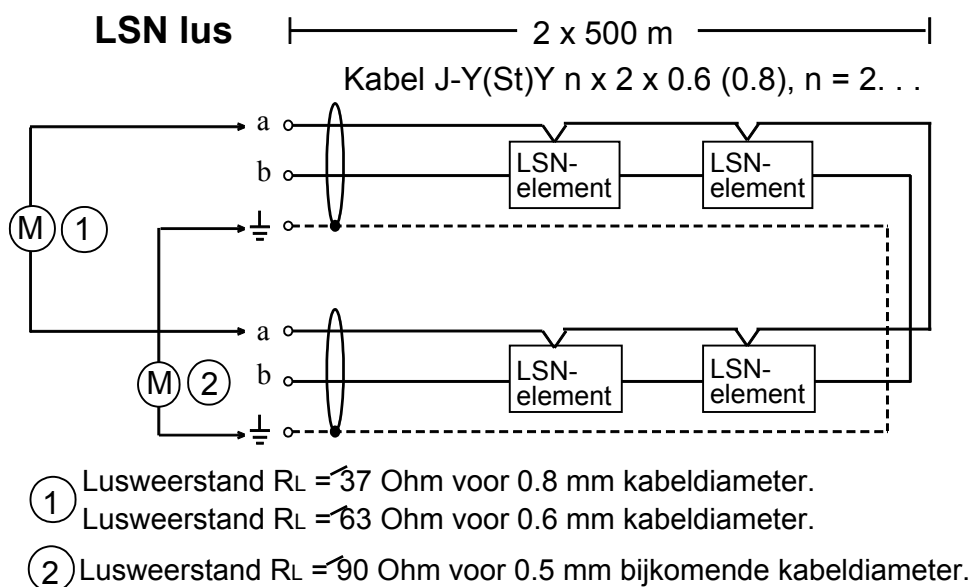 LSN lus
2 x 500 m
Kabel J-Y(St)Y n x 2 x 0.6 (0.8), n = 2. . .
a
b
LSN-
element
LSN-
element
M 1
a
b
LSN-
element
LSN-
element
M 2
1 Lusweerstand RL = 37 Ohm voor 0.8 mm kabeldiameter.
Lusweerstand RL = 63 Ohm voor 0.6 mm kabeldiameter.
2 Lusweerstand RL = 90 Ohm voor 0.5 mm bijkomende kabeldiameter.